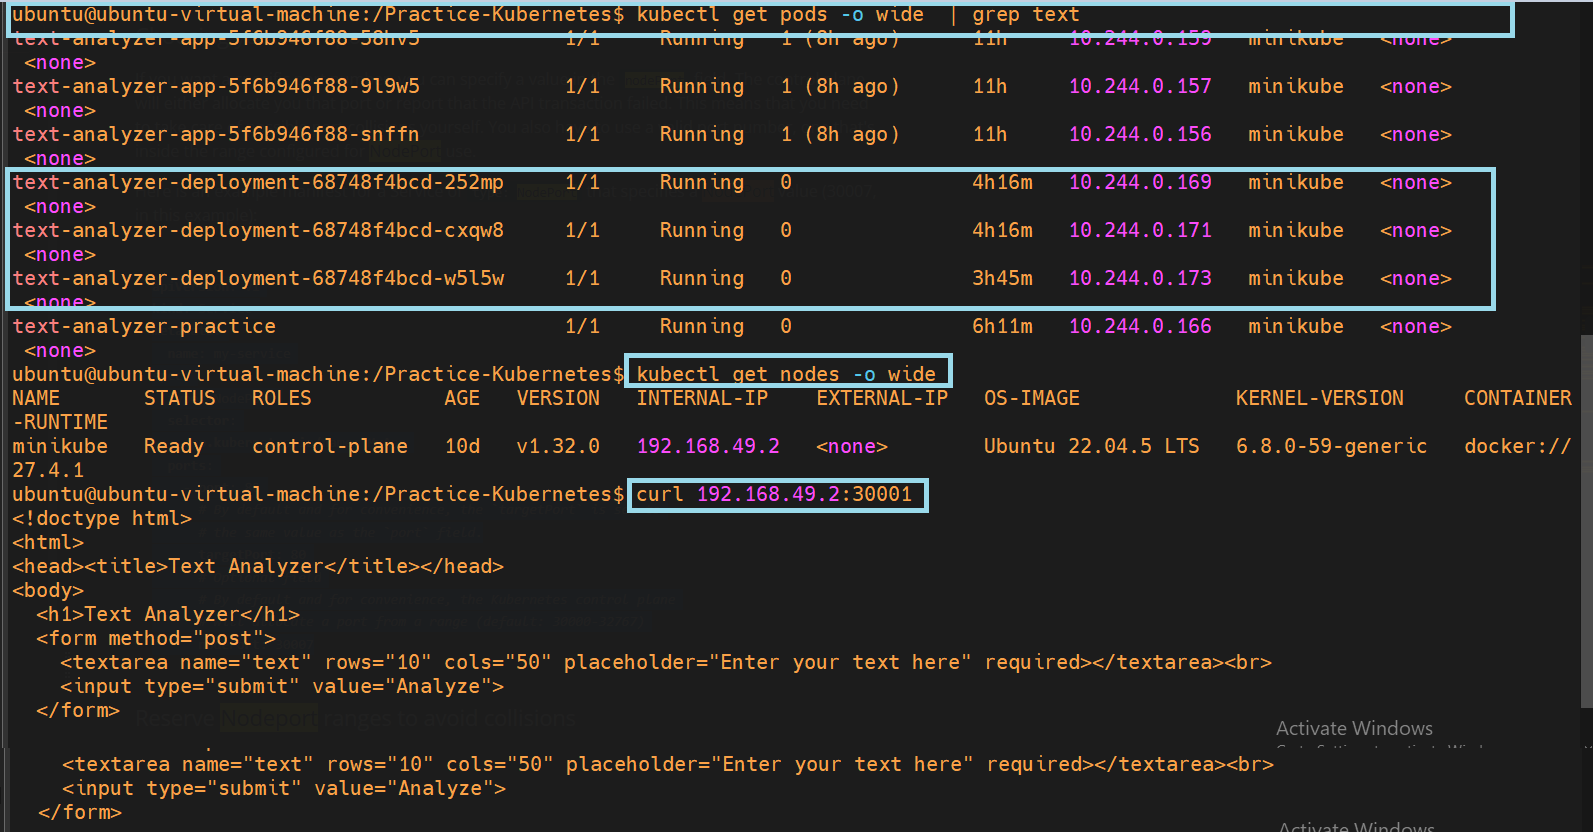 ubuntu@ubuntu-virtual-machine:/Practice-Kubernetes$ kubectl get pods -o wide | grep text
text-analyzer-app-5f6b946f88-58hv5 1/1 Running 1 (8h ago) 11h 10.244.0.159 minikube <none>
<none>
text-analyzer-app-5f6b946f88-9l9w5 1/1 Running 1 (8h ago) 11h 10.244.0.157 minikube <none>
<none>
text-analyzer-app-5f6b946f88-snffn 1/1 Running 1 (8h ago) 11h 10.244.0.156 minikube <none>
<none>
text-analyzer-deployment-68748f4bcd-252mp 1/1 Running 0 4h16m 10.244.0.169 minikube <none>
<none>
text-analyzer-deployment-68748f4bcd-cxqw8 1/1 Running 0 4h16m 10.244.0.171 minikube <none>
<none>
text-analyzer-deployment-68748f4bcd-w5l5w 1/1 Running 0 3h45m 10.244.0.173 minikube <none>
<none>
text-analyzer-practice 1/1 Running 0 6h11m 10.244.0.166 minikube <none>
<none>
ubuntu@ubuntu-virtual-machine:/Practice-Kubernetes$ kubectl get nodes -o wide
NAME STATUS ROLES AGE VERSION INTERNAL-IP EXTERNAL-IP OS-IMAGE KERNEL-VERSION CONTAINER
-RUNTIME
minikube Ready control-plane 10d v1.32.0 192.168.49.2 <none> Ubuntu 22.04.5 LTS 6.8.0-59-generic docker://
27.4.1
ubuntu@ubuntu-virtual-machine:/Practice-Kubernetes$ curl 192.168.49.2:30001
<!doctype html>
<html>
<head><title>Text Analyzer</title></head>
<body>
<h1>Text Analyzer</h1>
<form method="post">
<textarea name="text" rows="10" cols="50" placeholder="Enter your text here" required></textarea><br>
<input type="submit" value="Analyze">
</form>
Reserve Nodeport ranges to avoid collisions
Activate Windows
<textarea name="text" rows="10" cols="50" placeholder="Enter your text here" required></textarea><br>
<input type="submit" value="Analyze">
</form>
Activate Windows